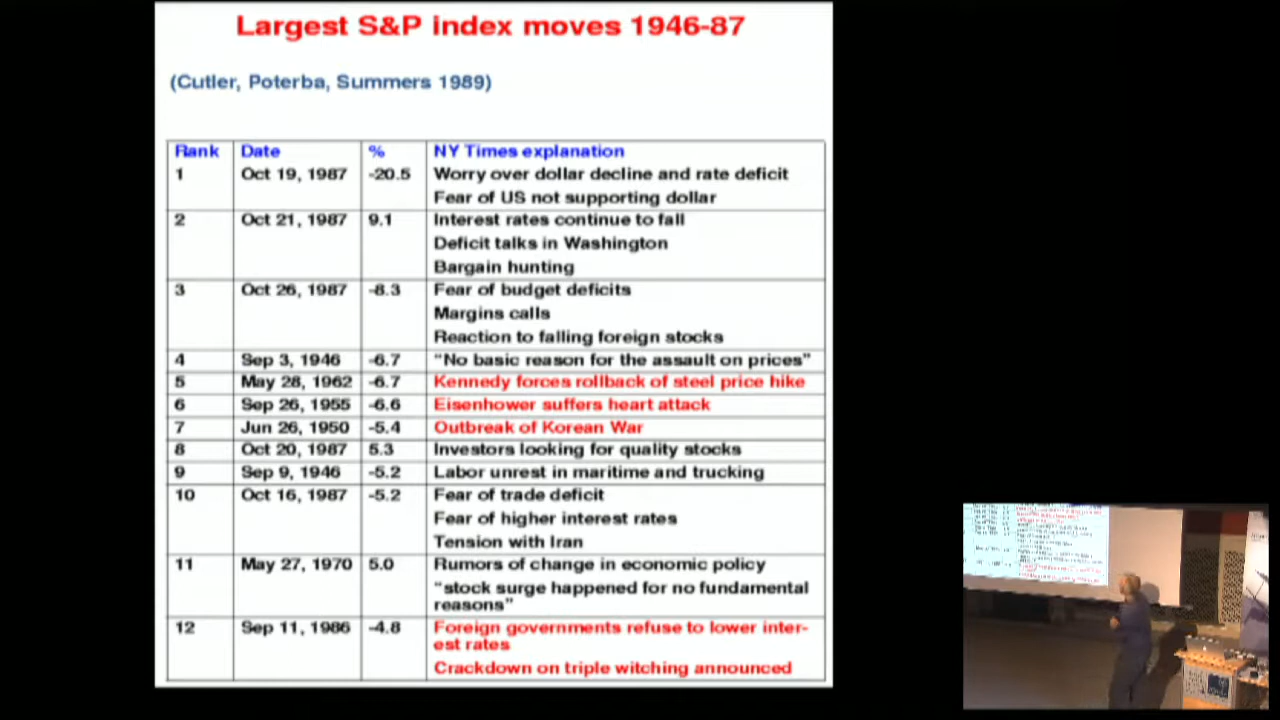 Largest S&P index moves 1946-87
(Cutler, Poterba, Summers 1989)
Rank Date % NY Times explanation
1 Oct 19, 1987 -20.5 Worry over dollar decline and rate deficit
Fear of US not supporting dollar
2 Oct 21, 1987 9.1 Interest rates continue to fall
Deficit talks in Washington
Bargain hunting
3 Oct 26, 1987 -8.3 Fear of budget deficits
Margins calls
Reaction to falling foreign stocks
4 Sep 3, 1946 -6.7 “No basic reason for the assault on prices”
5 May 28, 1962 -6.7 Kennedy forces rollback of steel price hike
6 Sep 26, 1955 -6.6 Eisenhower suffers heart attack
7 Jun 26, 1950 -5.4 Outbreak of Korean War
8 Oct 20, 1987 5.3 Investors looking for quality stocks
9 Sep 9, 1946 -5.2 Labor unrest in maritime and trucking
10 Oct 16, 1987 -5.2 Fear of trade deficit
Fear of higher interest rates
Tension with Iran
11 May 27, 1970 5.0 Rumors of change in economic policy
“stock surge happened for no fundamental
reasons”
12 Sep 11, 1986 -4.8 Foreign governments refuse to lower inter-
est rates
Crackdown on triple witching announced